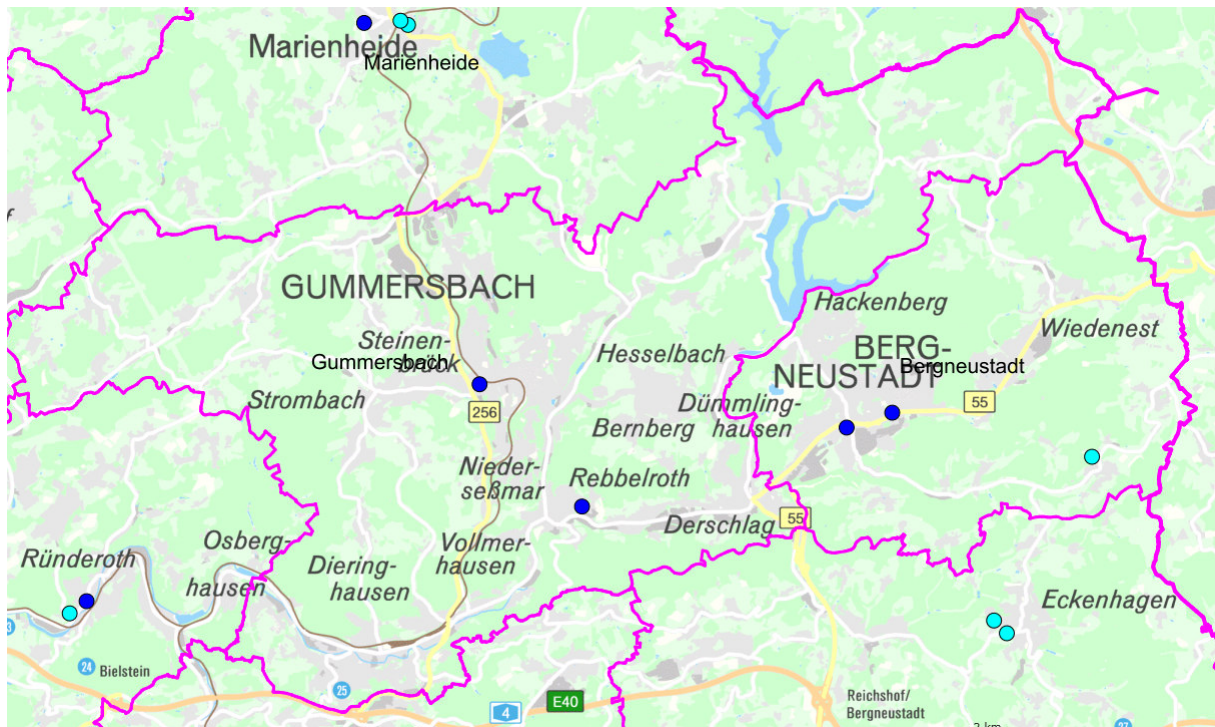 Marienheide
Marienheide
GUMMERSBACH
Hackenberg
Wiedenest
Steinen-
brück
Gummersbach
Hesselbach
BERG-
NEUSTADT
Bergneustadt
Strombach
256
55
Dümmling-
hausen
Bernberg
Nieder-
seßmar
Rebbelroth
Derschlag
55
Ründeroth
Osberg-
hausen
Diering-
hausen
Vollmer-
hausen
Eckenhagen
24
Bielstein
25
4
E40
Reichshof/
Bergneustadt